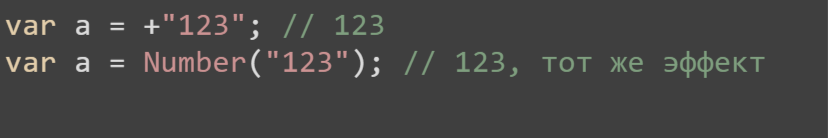 var a = +"123"; // 123
var a = Number("123"); // 123, тот же эффект